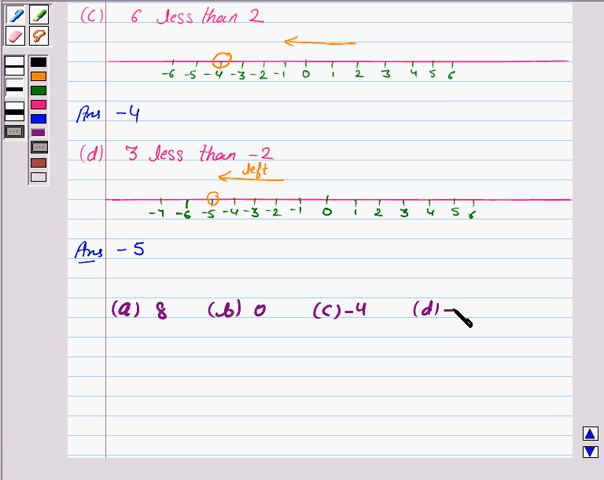 (c) 6 less than 2
-6 -5 -4 -3 -2 -1 0 1 2 3 4 5 6
Ans -4
(d) 3 less than -2
left
-7 -6 -5 -4 -3 -2 -1 0 1 2 3 4 5 6
Ans -5
(a) 8 (b) 0 (c) -4 (d) -